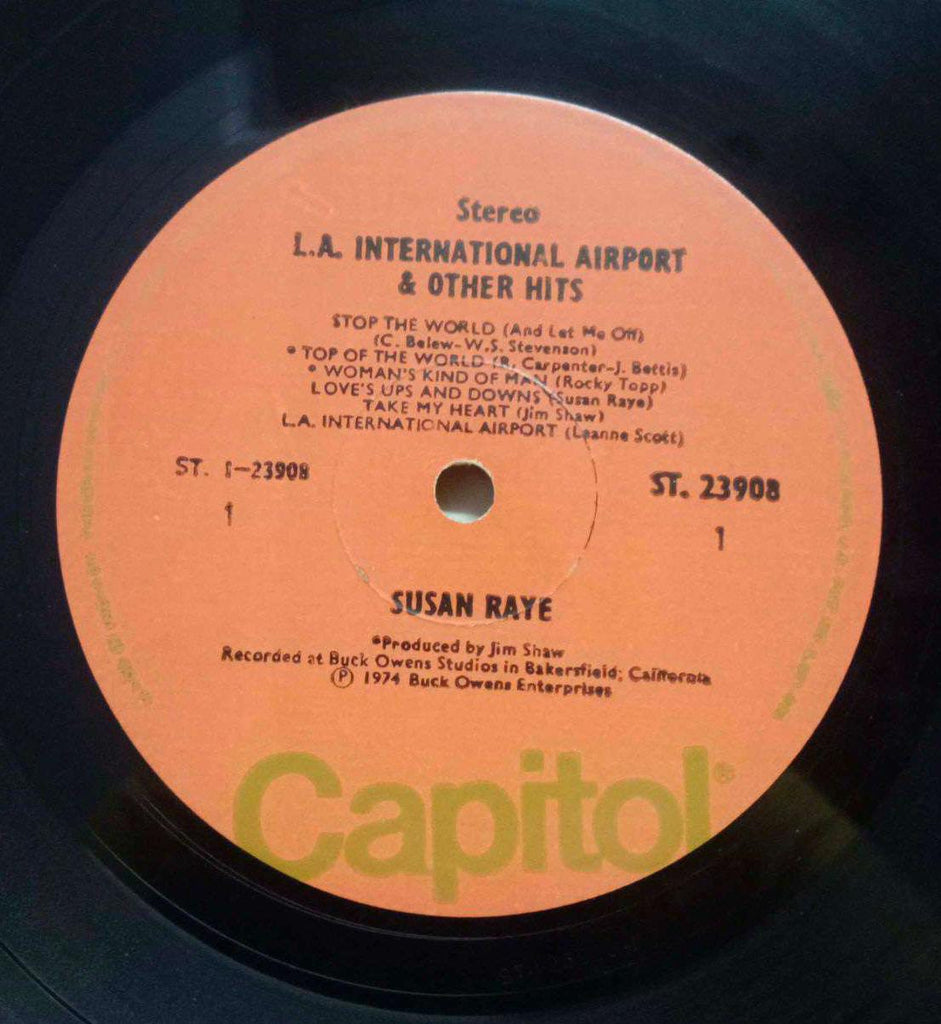 Stereo
L.A. INTERNATIONAL AIRPORT
& OTHER HITS
STOP THE WORLD (And Let Me Off)
(C. Belew-W.S. Stevenson)
• TOP OF THE WORLD (R. Carpenter-J. Bettis)
• WOMAN'S KIND OF MAN (Rocky Topp)
LOVE'S UPS AND DOWNS (Susan Raye)
TAKE MY HEART (Jim Shaw)
L.A. INTERNATIONAL AIRPORT (Leanne Scott)
ST. 1-23908
1
ST. 23908
1
SUSAN RAYE
•Produced by Jim Shaw
Recorded at Buck Owens Studios in Bakersfield; California
Ⓟ 1974 Buck Owens Enterprises
Capitol®